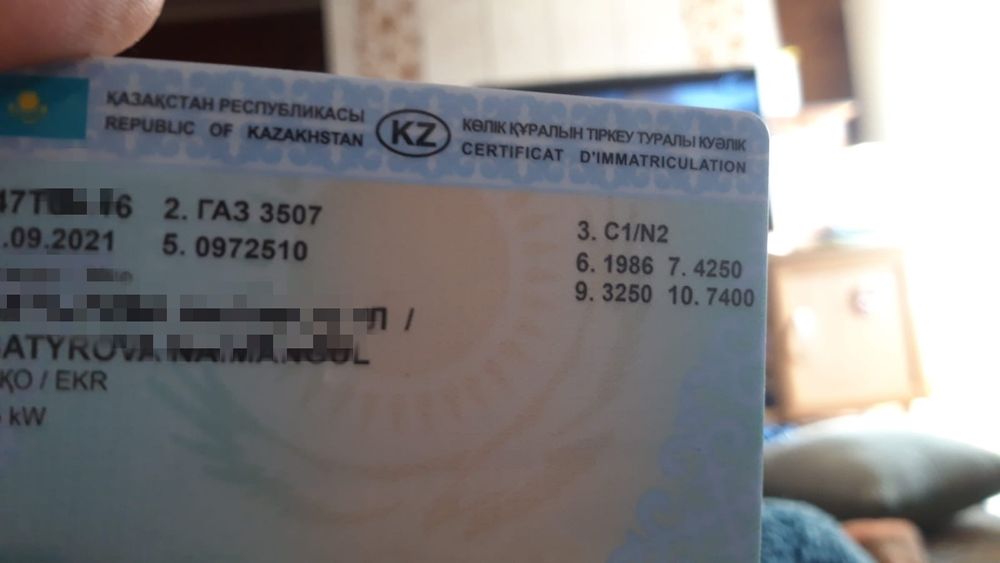 ҚАЗАҚСТАН РЕСПУБЛИКАСЫ
REPUBLIC OF KAZAKHSTAN
KZ
КӨЛІК ҚҰРАЛЫН ТІРКЕУ ТУРАЛЫ КУӘЛІК
CERTIFICAT D'IMMATRICULATION
2. ГАЗ 3507
.09.2021 5. 0972510
3. C1/N2
6. 1986 7. 4250
9. 3250 10. 7400
/
ҚО / EKR
kW